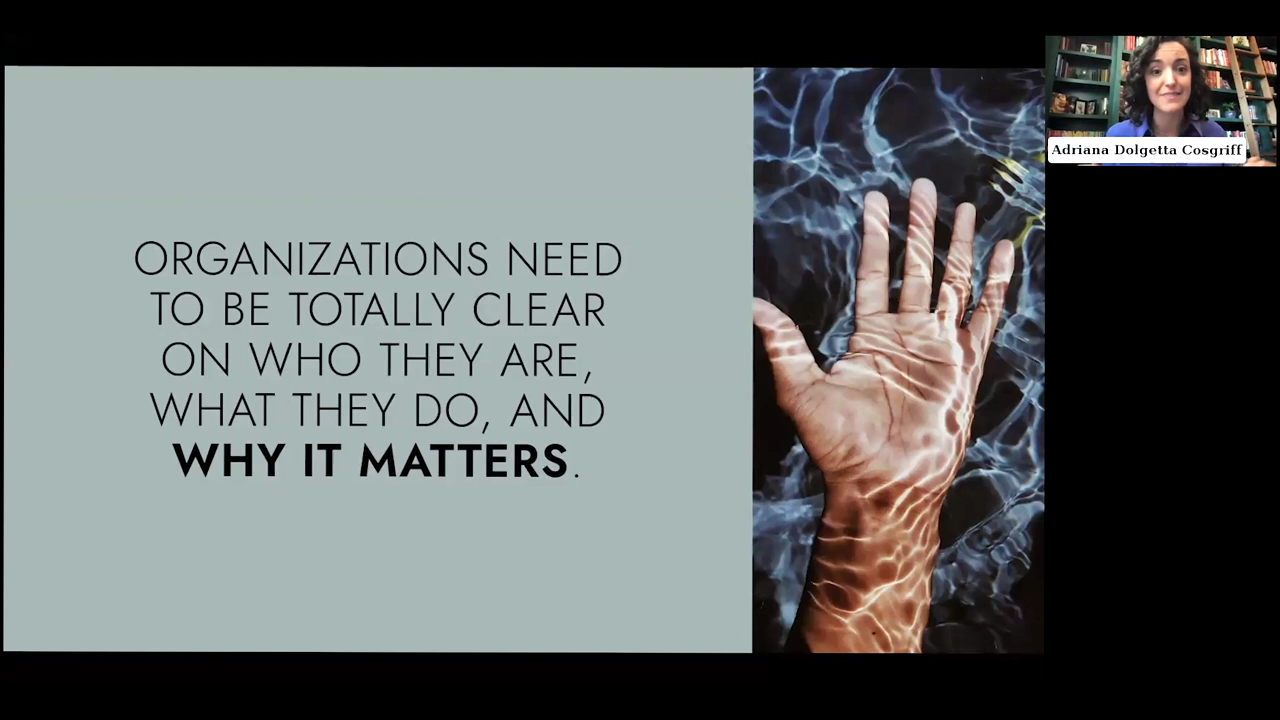 ORGANIZATIONS NEED
TO BE TOTALLY CLEAR
ON WHO THEY ARE,
WHAT THEY DO, AND
WHY IT MATTERS.
Adriana Dolgetta Cosgriff